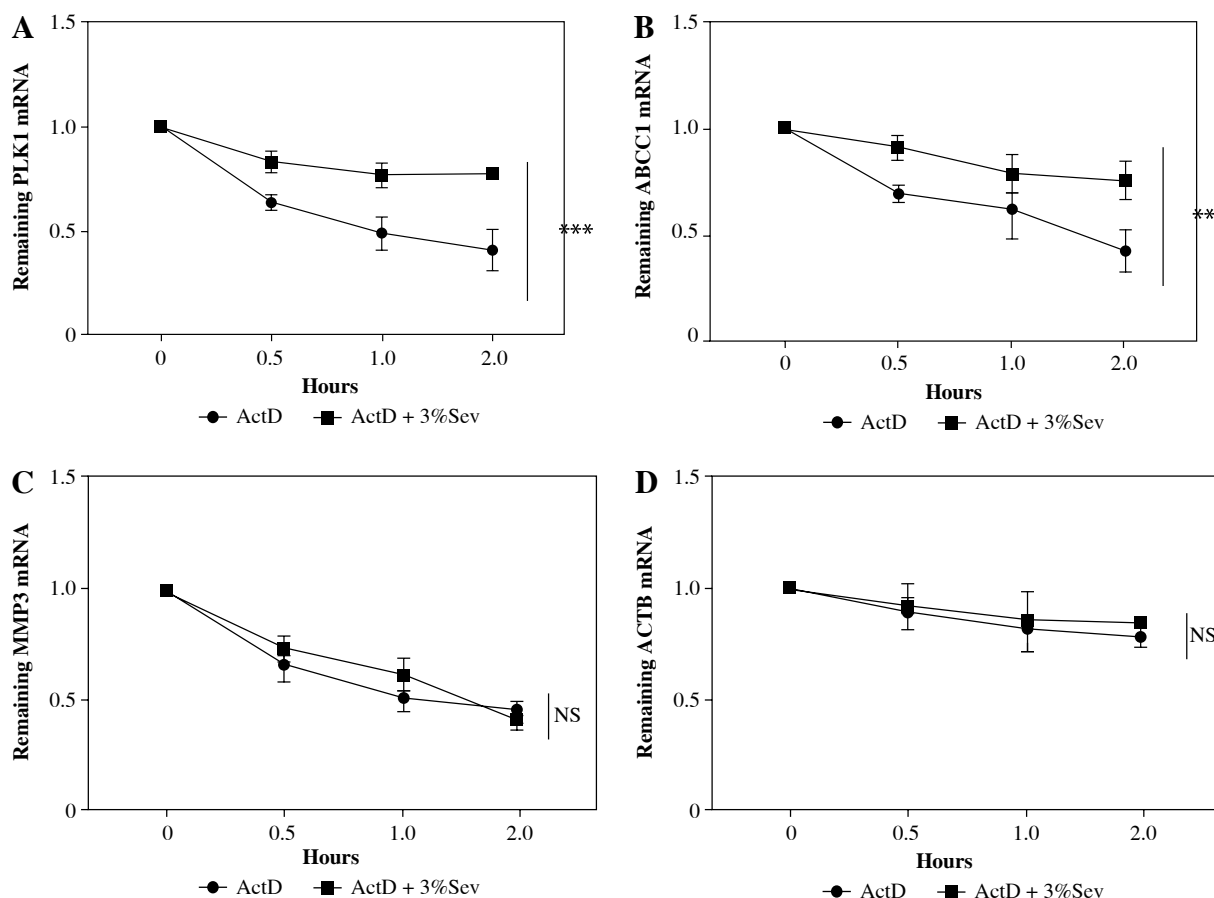 A
Remaining PLK1 mRNA
1.5
1.0
0.5
0
0 0.5 1.0 2.0
Hours
***
ActD ActD + 3%Sev
B
Remaining ABCC1 mRNA
1.5
1.0
0.5
0
0 0.5 1.0 2.0
Hours
**
ActD ActD + 3%Sev
C
Remaining MMP3 mRNA
1.5
1.0
0.5
0
0 0.5 1.0 2.0
Hours
NS
ActD ActD + 3%Sev
D
Remaining ACTB mRNA
1.5
1.0
0.5
0
0 0.5 1.0 2.0
Hours
NS
ActD ActD + 3%Sev